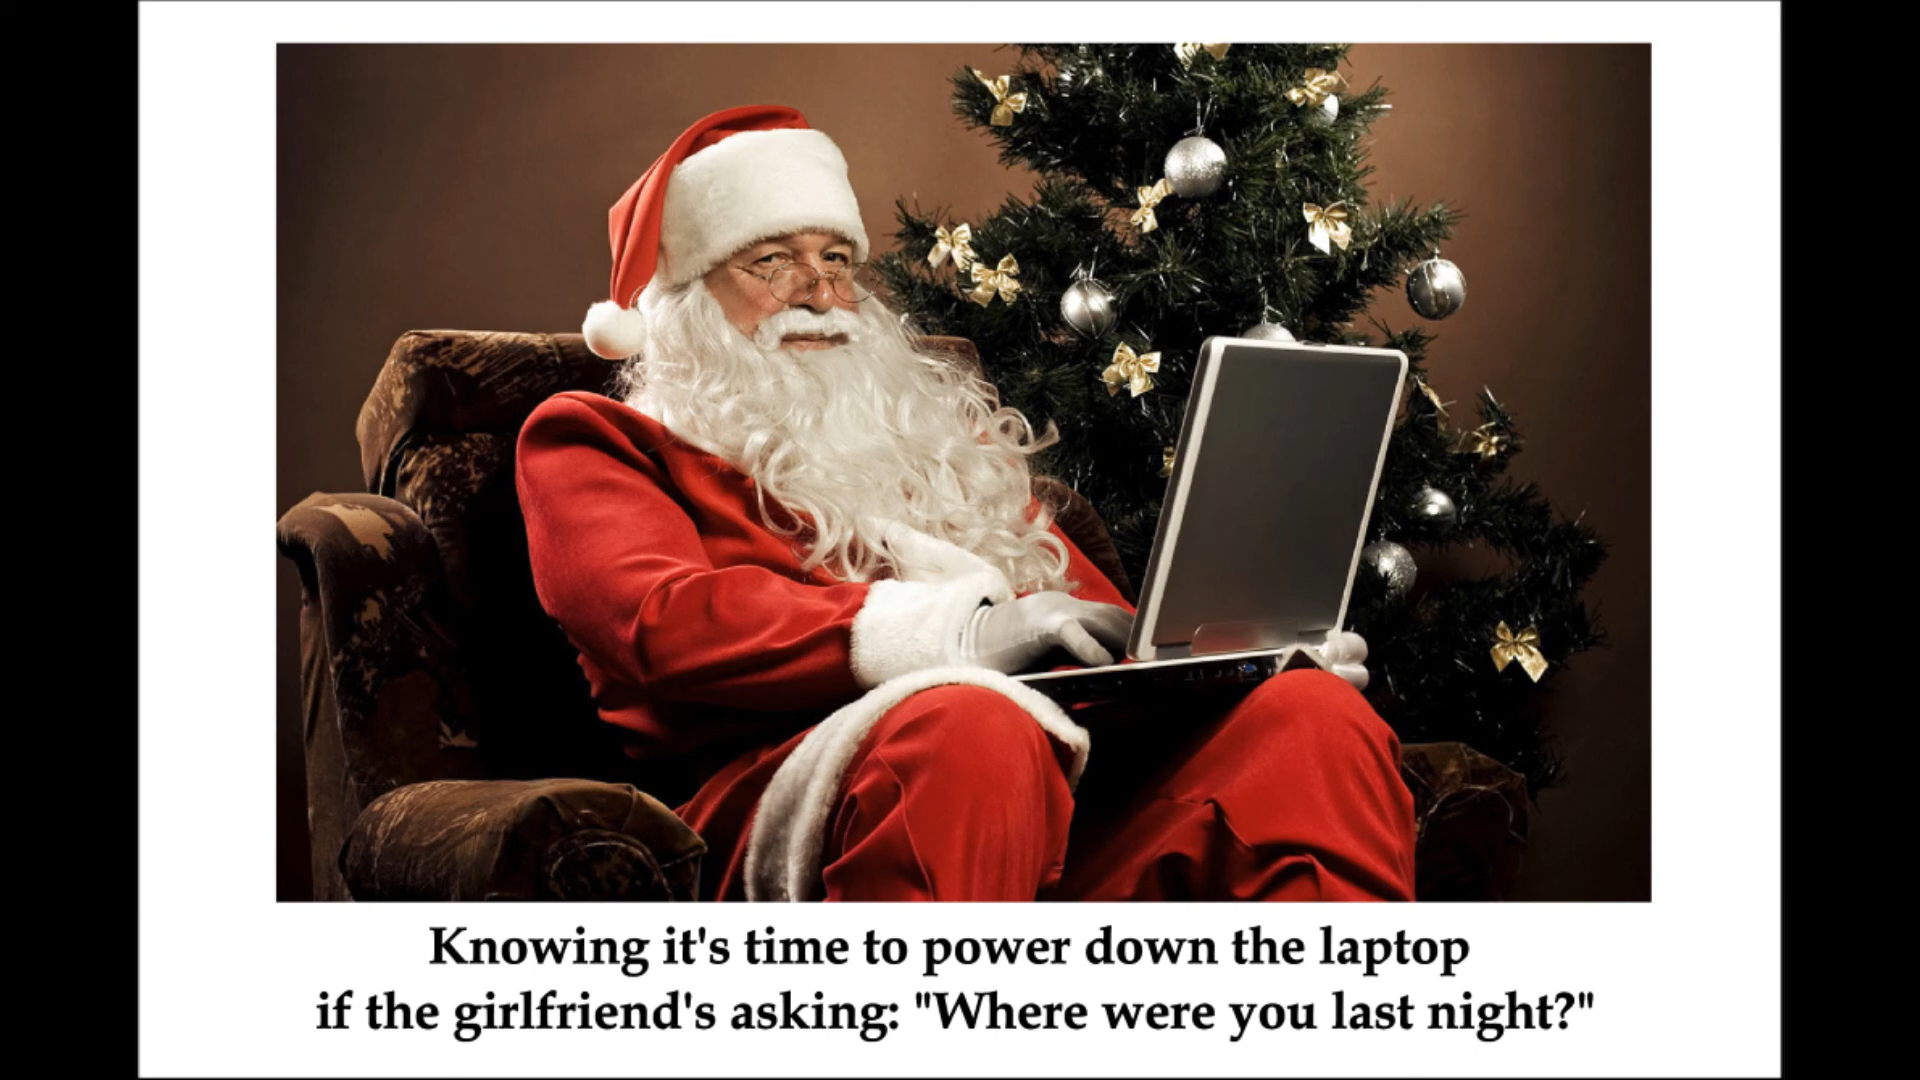 Knowing it's time to power down the laptop
if the girlfriend's asking: "Where were you last night?"